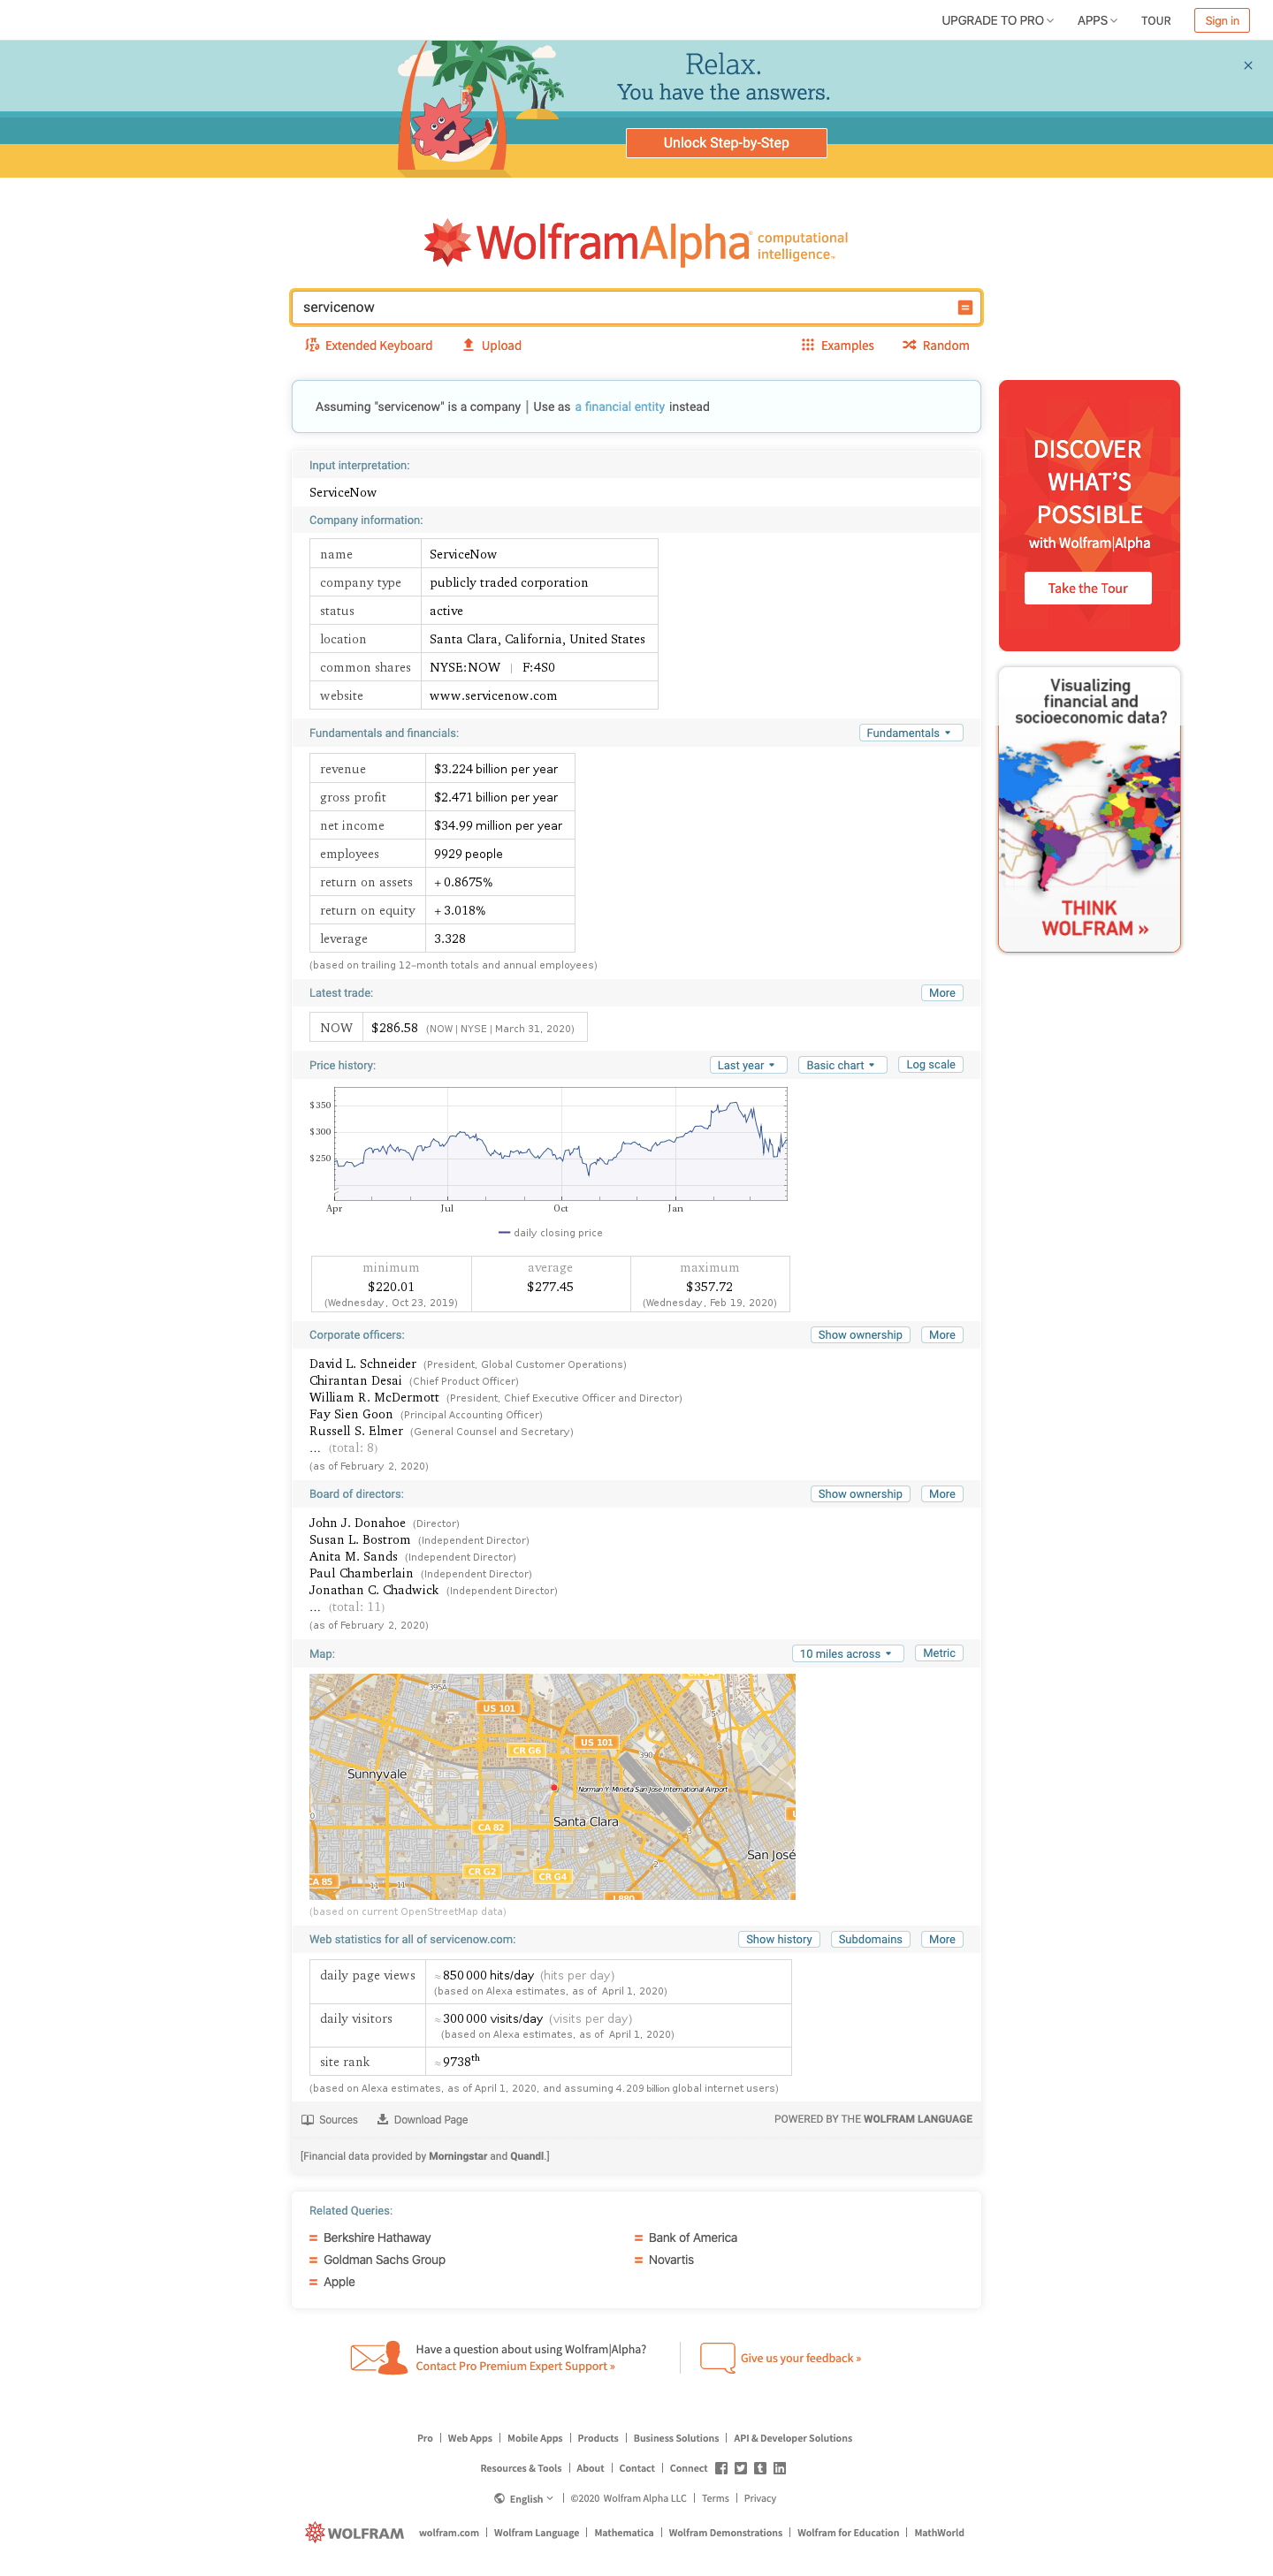 UPGRADE TO PRO APPS TOUR Sign in
Relax.
You have the answers.
Unlock Step-by-Step
WolframAlpha computational
intelligence™
servicenow
Extended Keyboard Upload Examples Random
Assuming "servicenow" is a company | Use as a financial entity instead
Input interpretation:
ServiceNow
Company information:
name ServiceNow
company type publicly traded corporation
status active
location Santa Clara, California, United States
common shares NYSE:NOW | F:4S0
website www.servicenow.com
Fundamentals and financials: Fundamentals
revenue $3.224 billion per year
gross profit $2.471 billion per year
net income $34.99 million per year
employees 9929 people
return on assets +0.8675%
return on equity +3.018%
leverage 3.328
(based on trailing 12-month totals and annual employees)
Latest trade: More
NOW $286.58 (NOW | NYSE | March 31, 2020)
Price history: Last year Basic chart Log scale
$350
$300
$250
Apr Jul Oct Jan
daily closing price
minimum average maximum
$220.01 $277.45 $357.72
(Wednesday, Oct 23, 2019) (Wednesday, Feb 19, 2020)
Corporate officers: Show ownership More
David L. Schneider (President, Global Customer Operations)
Chirantan Desai (Chief Product Officer)
William R. McDermott (President, Chief Executive Officer and Director)
Fay Sien Goon (Principal Accounting Officer)
Russell S. Elmer (General Counsel and Secretary)
... (total: 8)
(as of February 2, 2020)
Board of directors: Show ownership More
John J. Donahoe (Director)
Susan L. Bostrom (Independent Director)
Anita M. Sands (Independent Director)
Paul Chamberlain (Independent Director)
Jonathan C. Chadwick (Independent Director)
... (total: 11)
(as of February 2, 2020)
Map: 10 miles across Metric
395A
US 101
US 101
CR G6
390
Sunnyvale
Norman Y. Mineta San Jose International Airport
Santa Clara
CA 82
San José
CR G2
CR G4
CA 85
11 11
I 880
(based on current OpenStreetMap data)
Web statistics for all of servicenow.com: Show history Subdomains More
daily page views ≈ 850 000 hits/day (hits per day)
(based on Alexa estimates, as of April 1, 2020)
daily visitors ≈ 300 000 visits/day (visits per day)
(based on Alexa estimates, as of April 1, 2020)
site rank ≈ 9738th
(based on Alexa estimates, as of April 1, 2020, and assuming 4.209 billion global internet users)
Sources Download Page POWERED BY THE WOLFRAM LANGUAGE
[Financial data provided by Morningstar and Quandl.]
DISCOVER
WHAT'S
POSSIBLE
with Wolfram|Alpha
Take the Tour
Visualizing
financial and
socioeconomic data?
THINK
WOLFRAM »
Related Queries:
Berkshire Hathaway Bank of America
Goldman Sachs Group Novartis
Apple
Have a question about using Wolfram|Alpha?
Contact Pro Premium Expert Support »
Give us your feedback »
Pro | Web Apps | Mobile Apps | Products | Business Solutions | API & Developer Solutions
Resources & Tools | About | Contact | Connect
English | ©2020 Wolfram Alpha LLC | Terms | Privacy
WOLFRAM wolfram.com | Wolfram Language | Mathematica | Wolfram Demonstrations | Wolfram for Education | MathWorld